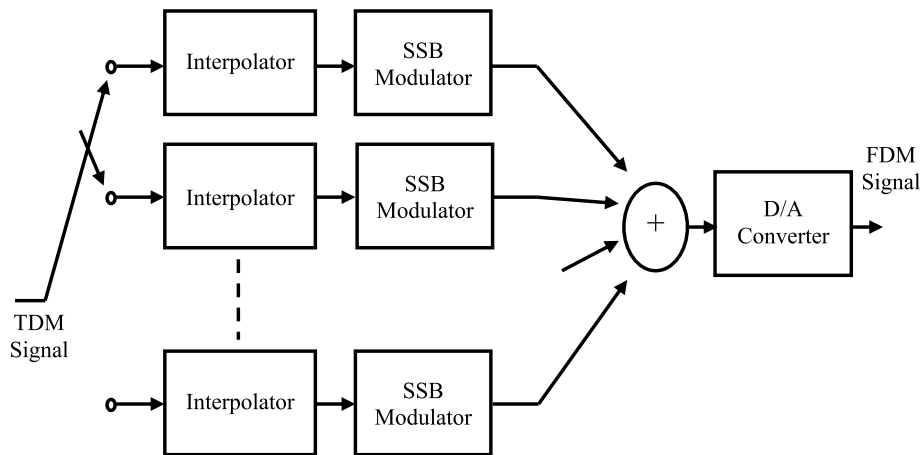 Interpolator
SSB
Modulator
Interpolator
SSB
Modulator
+
D/A
Converter
FDM
Signal
TDM
Signal
Interpolator
SSB
Modulator